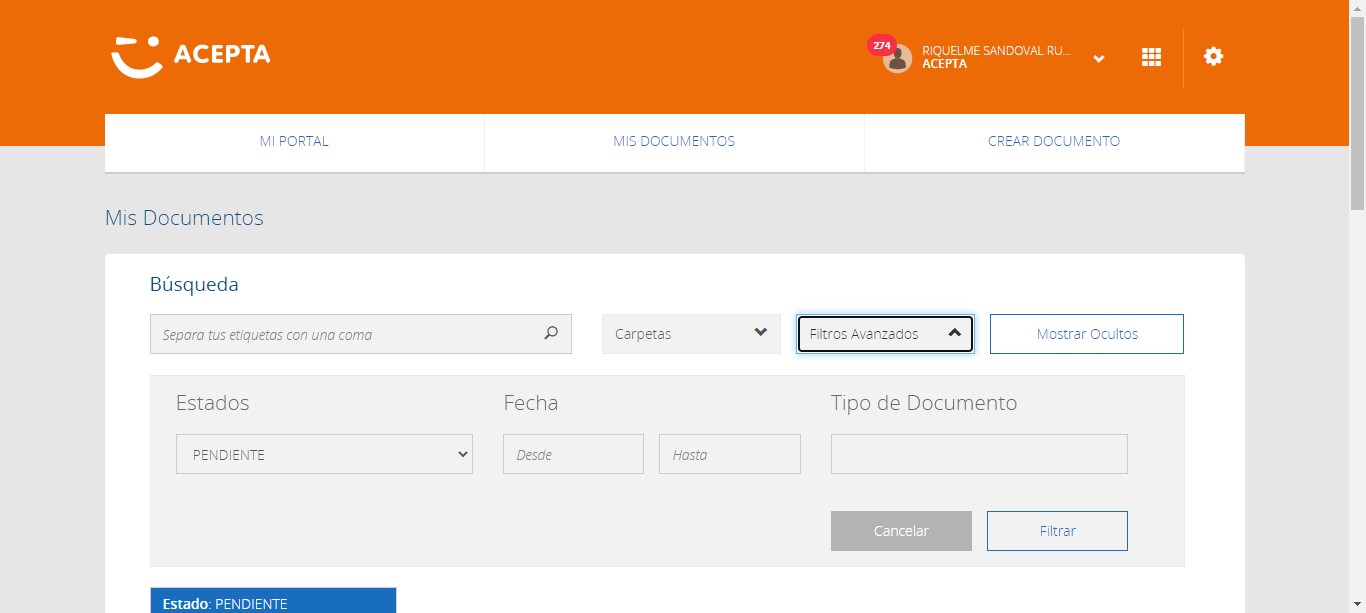 ACEPTA
274
RIQUELME SANDOVAL RU...
ACEPTA
MI PORTAL
MIS DOCUMENTOS
CREAR DOCUMENTO
Mis Documentos
Búsqueda
Separa tus etiquetas con una coma
Carpetas
Filtros Avanzados
Mostrar Ocultos
Estados
Fecha
Tipo de Documento
PENDIENTE
Desde
Hasta
Cancelar
Filtrar
Estado: PENDIENTE